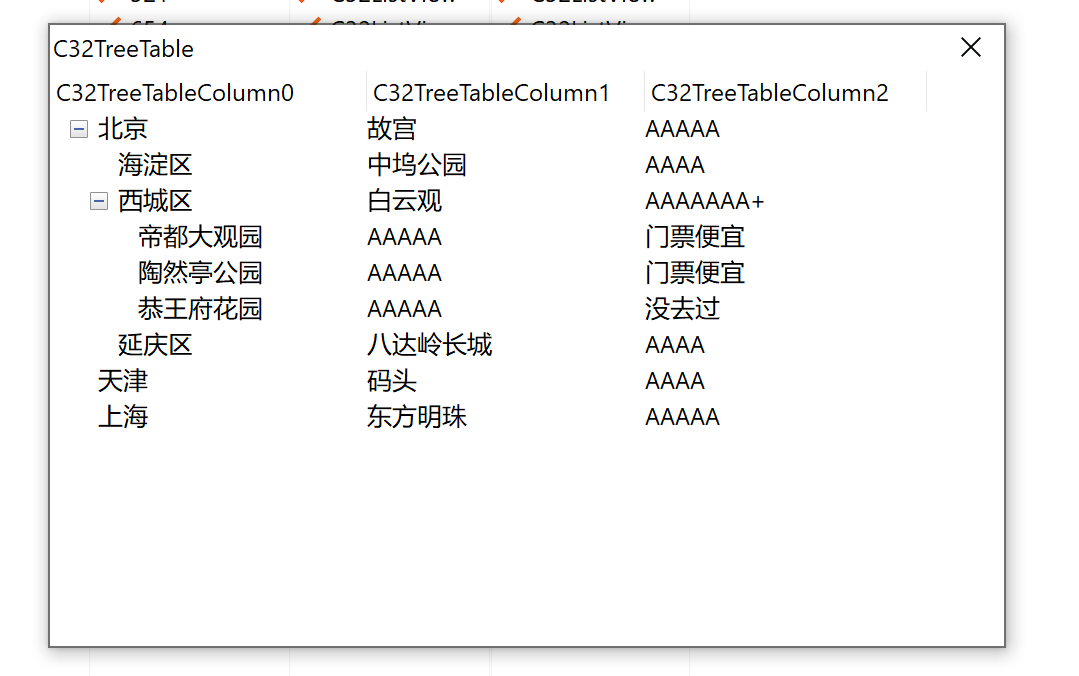 C32TreeTable
C32TreeTableColumn0 C32TreeTableColumn1 C32TreeTableColumn2
北京 故宫 AAAAA
海淀区 中坞公园 AAAA
西城区 白云观 AAAAAAA+
帝都大观园 AAAAA 门票便宜
陶然亭公园 AAAAA 门票便宜
恭王府花园 AAAAA 没去过
延庆区 八达岭长城 AAAA
天津 码头 AAAA
上海 东方明珠 AAAAA